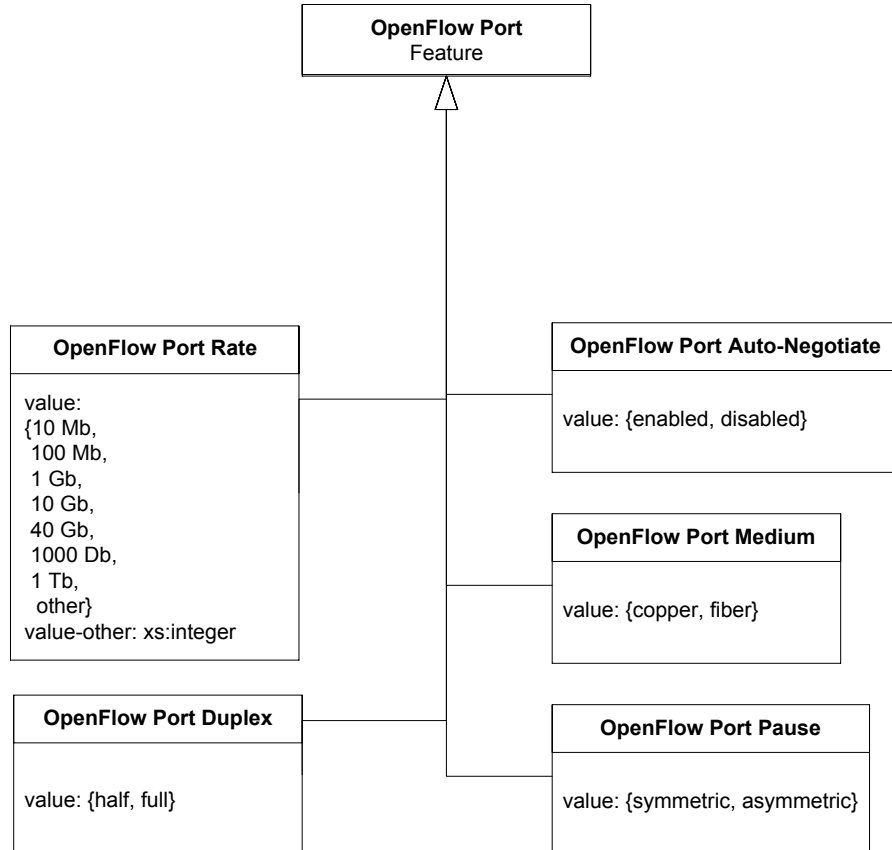 OpenFlow Port
Feature
OpenFlow Port Rate
value:
{10 Mb,
100 Mb,
1 Gb,
10 Gb,
40 Gb,
1000 Db,
1 Tb,
other}
value-other: xs:integer
OpenFlow Port Auto-Negotiate
value: {enabled, disabled}
OpenFlow Port Medium
value: {copper, fiber}
OpenFlow Port Duplex
value: {half, full}
OpenFlow Port Pause
value: {symmetric, asymmetric}